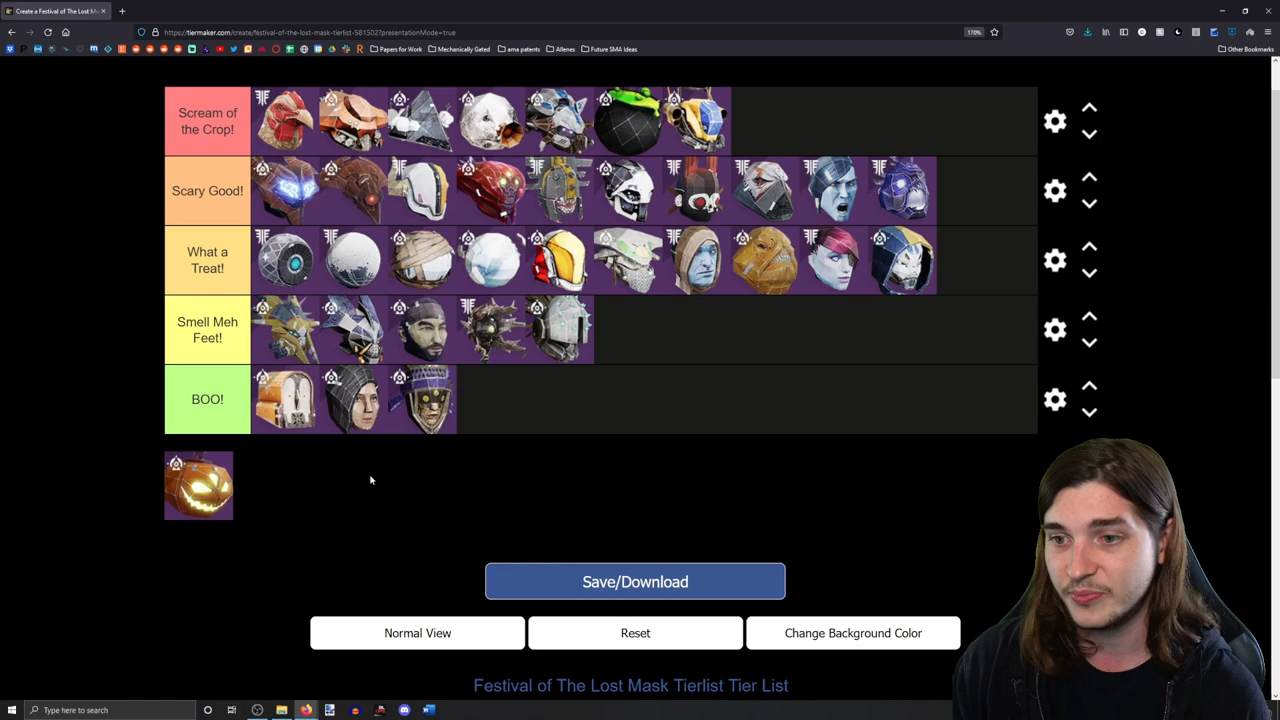 Create a Festival of The Lost M
https://tiermaker.com/create/festival-of-the-lost-mask-tierlist-581502?presentationMode=true
170%
Papers for Work
Mechanically Gated
ama patents
Allenes
Future SMA Ideas
Other Bookmarks
Scream of
the Crop!
Scary Good!
What a
Treat!
Smell Meh
Feet!
BOO!
Save/Download
Normal View
Reset
Change Background Color
Festival of The Lost Mask Tierlist Tier List
Type here to search